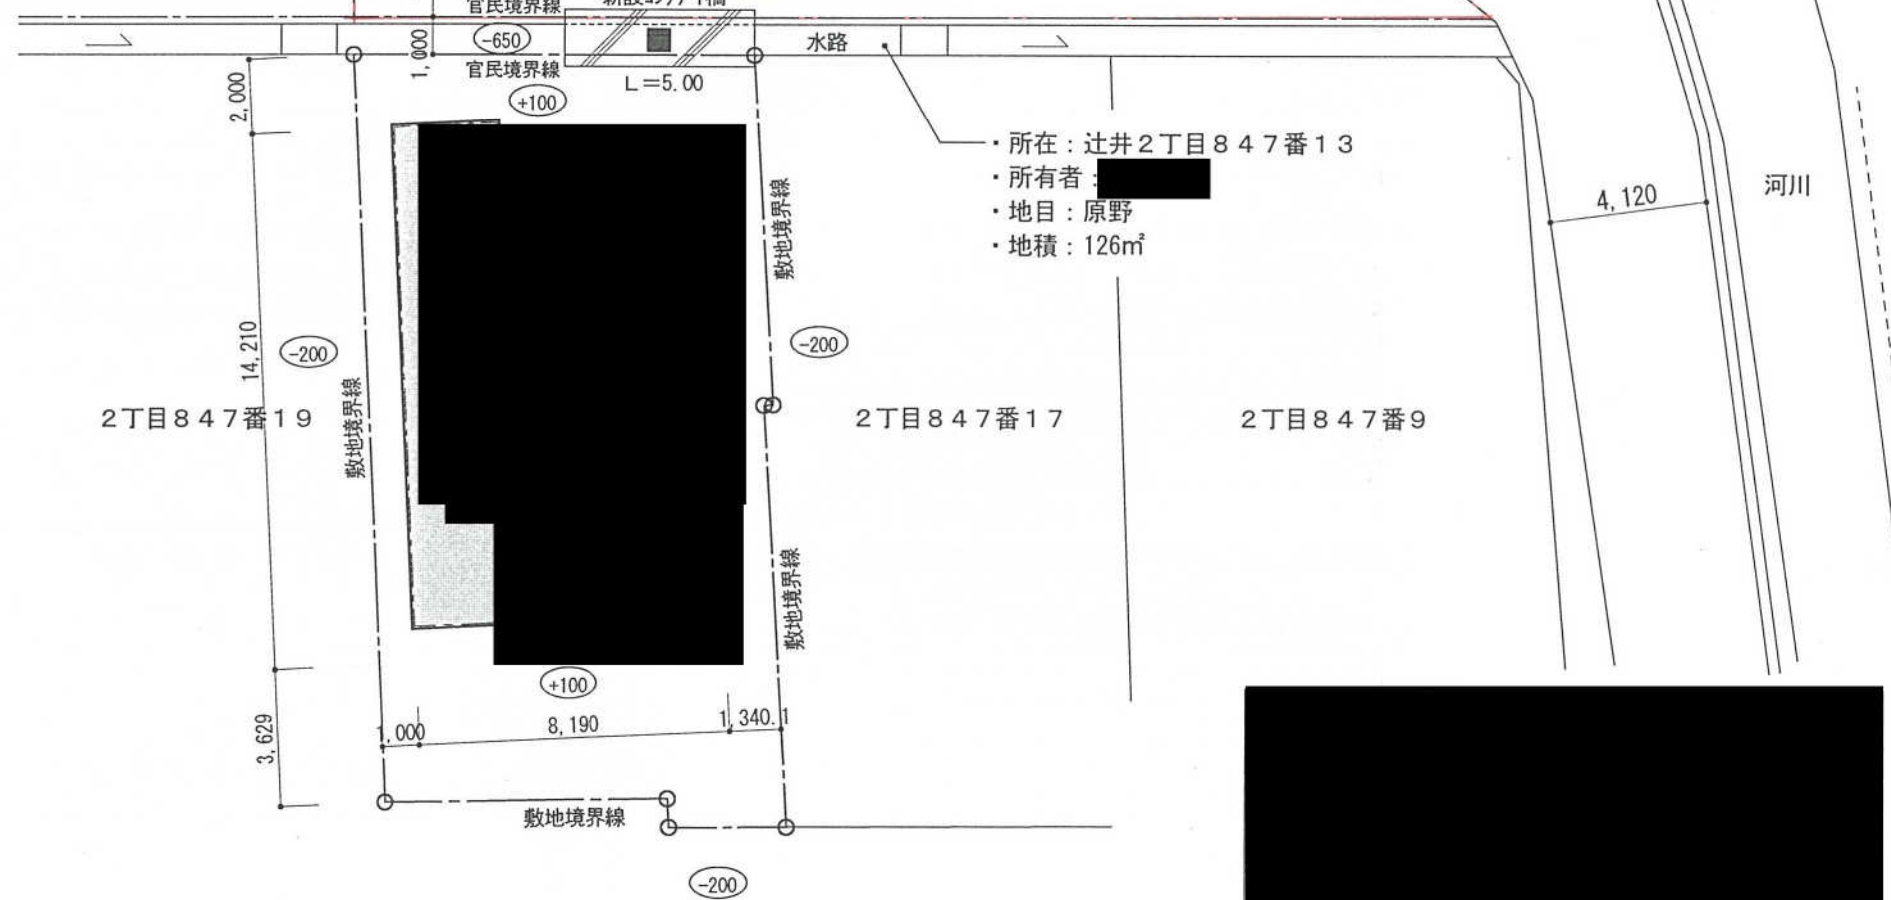 官民境界線
-650
1,000
官民境界線
水路
L=5.00
2,000
+100
・所在：辻井２丁目８４７番１３
・所有者：
・地目：原野
・地積：126㎡
敷地境界線
4,120
河川
14,210
-200
-200
敷地境界線
２丁目８４７番１９
２丁目８４７番１７
２丁目８４７番９
敷地境界線
+100
1,000
8,190
1,340.1
3,629
敷地境界線
-200